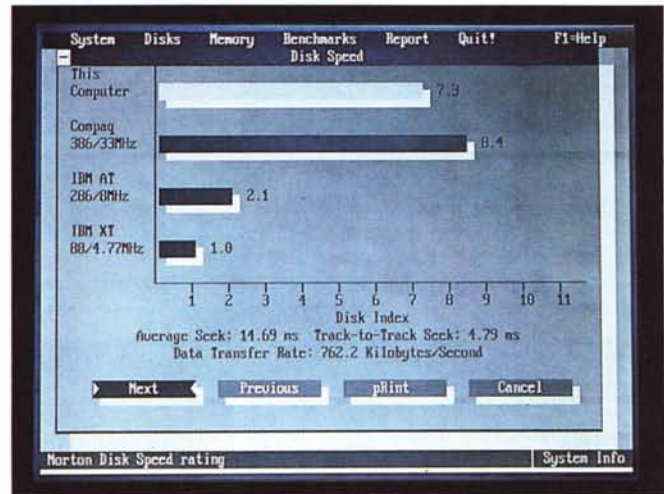 System Disks Memory Benchmarks Report Quit! F1=Help
Disk Speed
This
Computer
7.3
Compaq
386/33MHz
8.4
IBM AT
286/8MHz
2.1
IBM XT
88/4.77MHz
1.0
1 2 3 4 5 6 7 8 9 10 11
Disk Index
Average Seek: 14.69 ms Track-to-Track Seek: 4.79 ms
Data Transfer Rate: 762.2 Kilobytes/Second
Next Previous pRint Cancel
Norton Disk Speed rating System Info